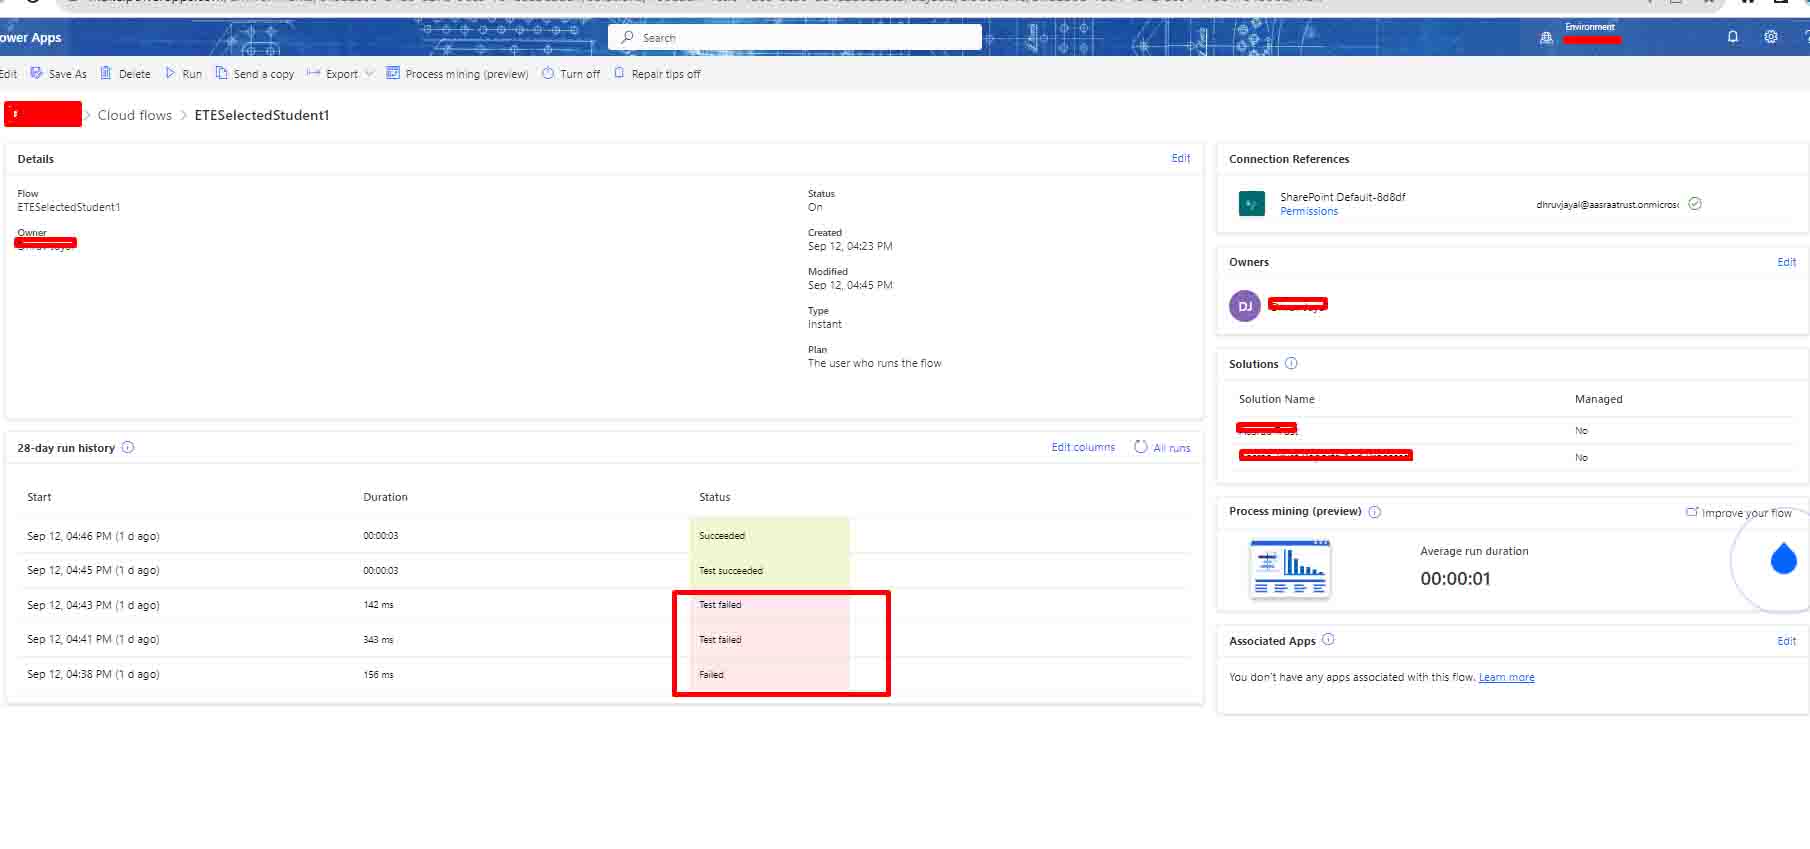 ower Apps
Search
Environment
Edit Save As Delete Run Send a copy Export Process mining (preview) Turn off Repair tips off
Cloud flows > ETESelectedStudent1
Details
Edit
Flow
ETESelectedStudent1
Owner
Status
On
Created
Sep 12, 04:23 PM
Modified
Sep 12, 04:45 PM
Type
Instant
Plan
The user who runs the flow
28-day run history
Edit columns
All runs
Start Duration Status
Sep 12, 04:46 PM (1 d ago) 00:00:03 Succeeded
Sep 12, 04:45 PM (1 d ago) 00:00:03 Test succeeded
Sep 12, 04:43 PM (1 d ago) 142 ms Test failed
Sep 12, 04:41 PM (1 d ago) 343 ms Test failed
Sep 12, 04:38 PM (1 d ago) 156 ms Failed
Connection References
SharePoint Default-8d8df
Permissions
dhruvjayal@aasraatrust.onmicros
Owners
Edit
DJ
Solutions
Solution Name Managed
No
No
Process mining (preview)
Improve your flow
Average run duration
00:00:01
Associated Apps
Edit
You don't have any apps associated with this flow. Learn more